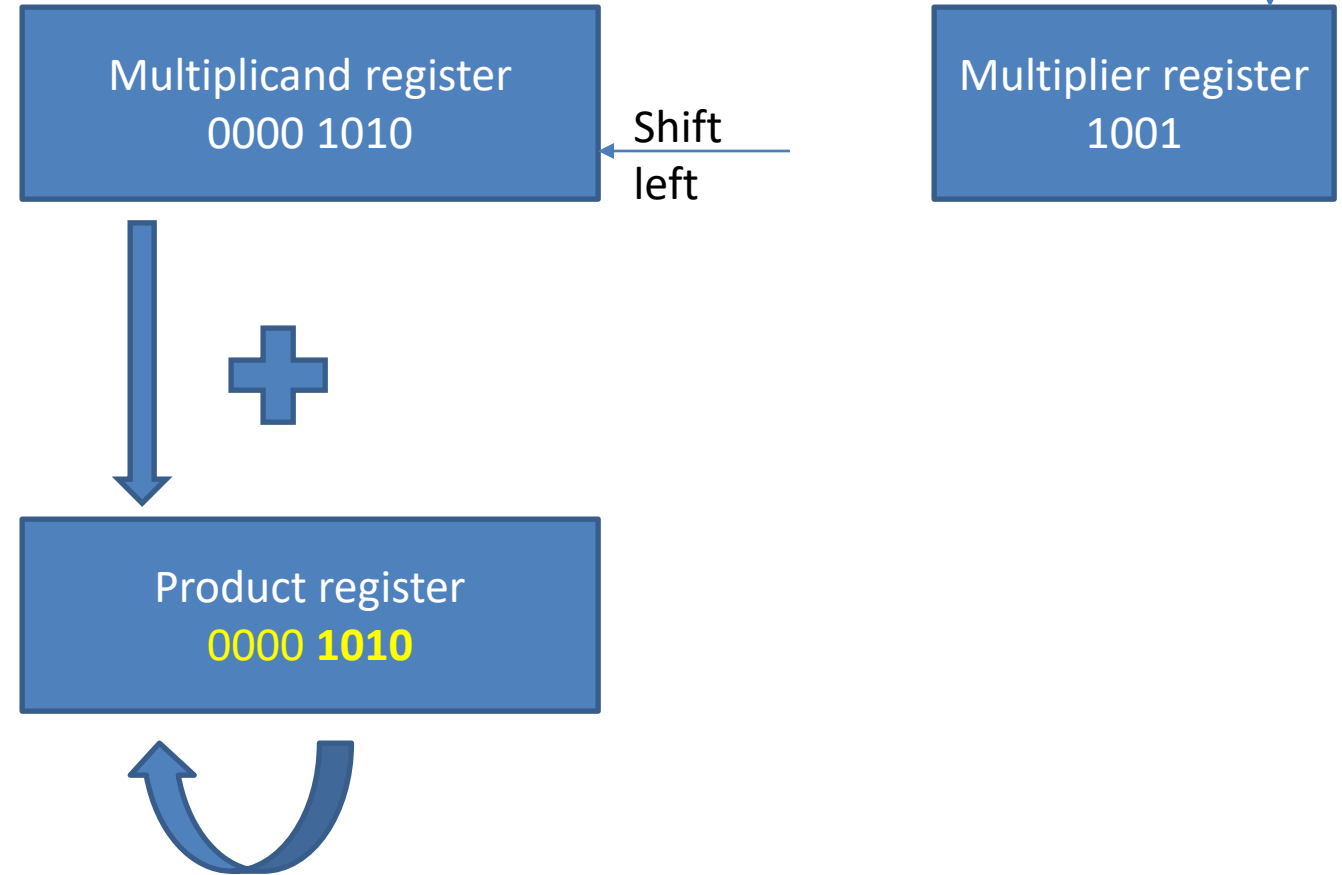 Multiplicand register
0000 1010
Shift
left
Multiplier register
1001
Product register
0000 1010